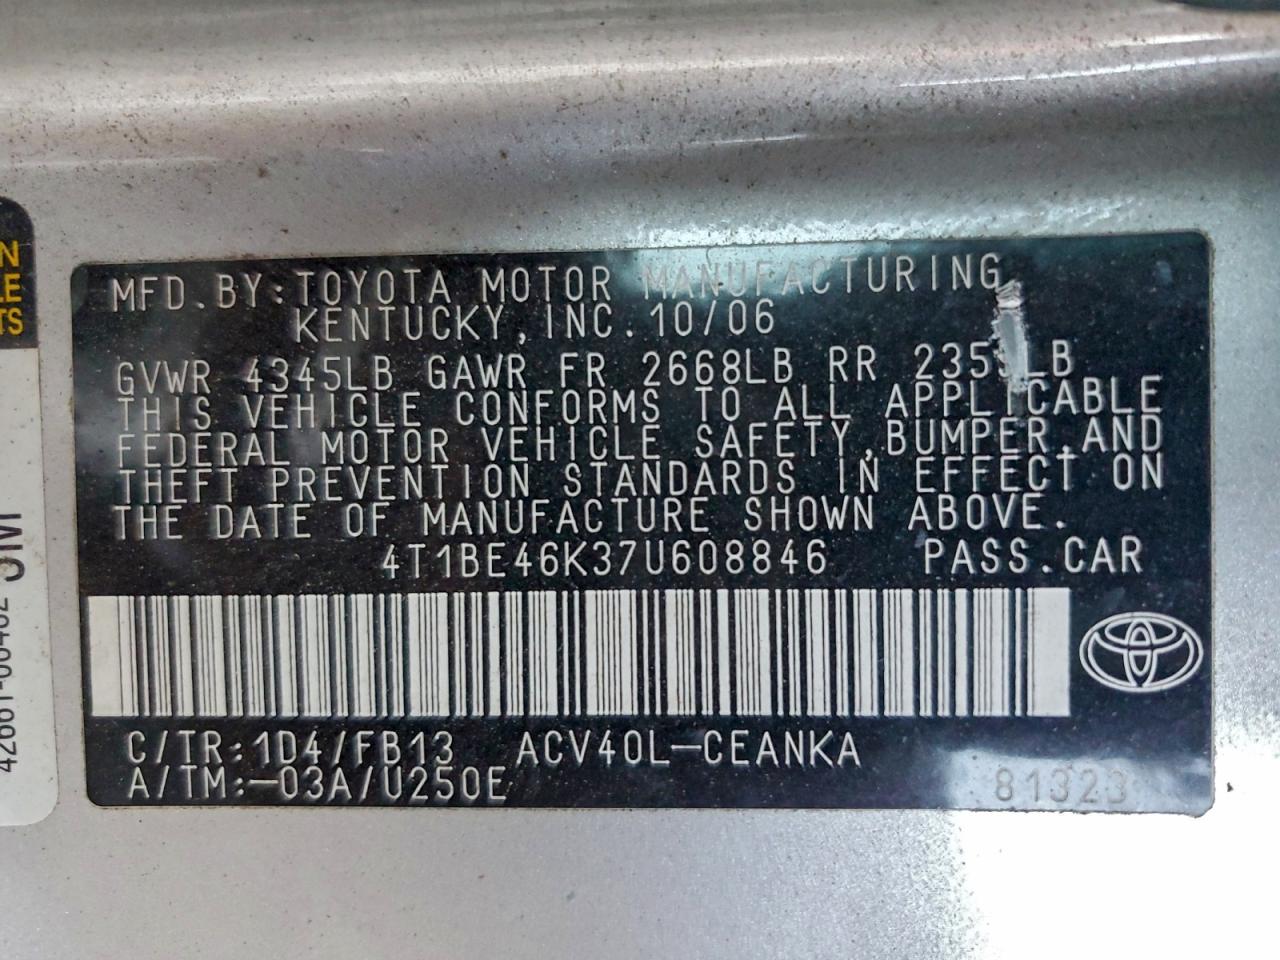 MFD.BY:TOYOTA MOTOR MANUFACTURING
KENTUCKY,INC.10/06
GVWR 4345LB GAWR FR 2668LB RR
THIS VEHICLE CONFORMS TO ALL APPLICABLE
FEDERAL MOTOR VEHICLE SAFETY,BUMPER,AND
THEFT PREVENTION STANDARDS IN EFFECT ON
THE DATE OF MANUFACTURE SHOWN ABOVE.
4T1BE46K37U608846 PASS.CAR
C/TR:1D4/FB13 ACV40L-CEANKA
A/TM:-03A/U250E
81323